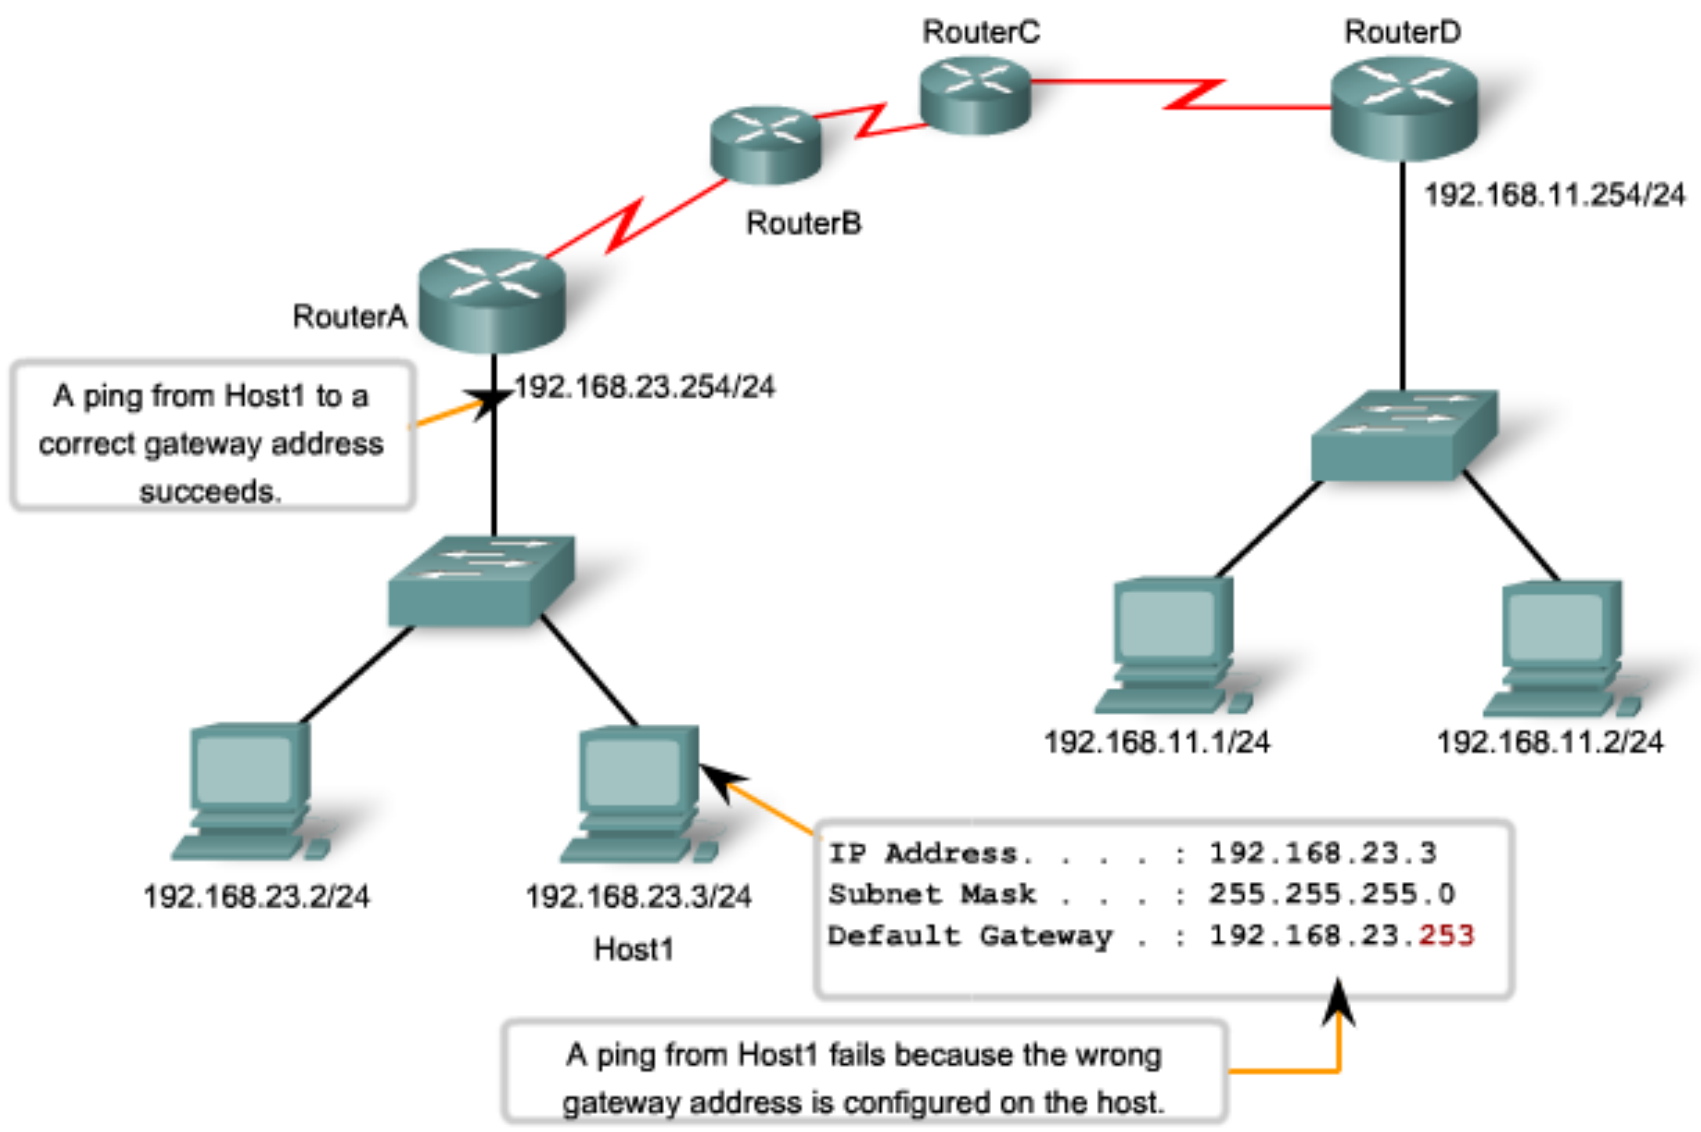 RouterC
RouterD
192.168.11.254/24
RouterB
RouterA
192.168.23.254/24
A ping from Host1 to a
correct gateway address
succeeds.
192.168.11.1/24
192.168.11.2/24
192.168.23.2/24
192.168.23.3/24
Host1
IP Address. . . . : 192.168.23.3
Subnet Mask . . . : 255.255.255.0
Default Gateway . : 192.168.23.253
A ping from Host1 fails because the wrong
gateway address is configured on the host.